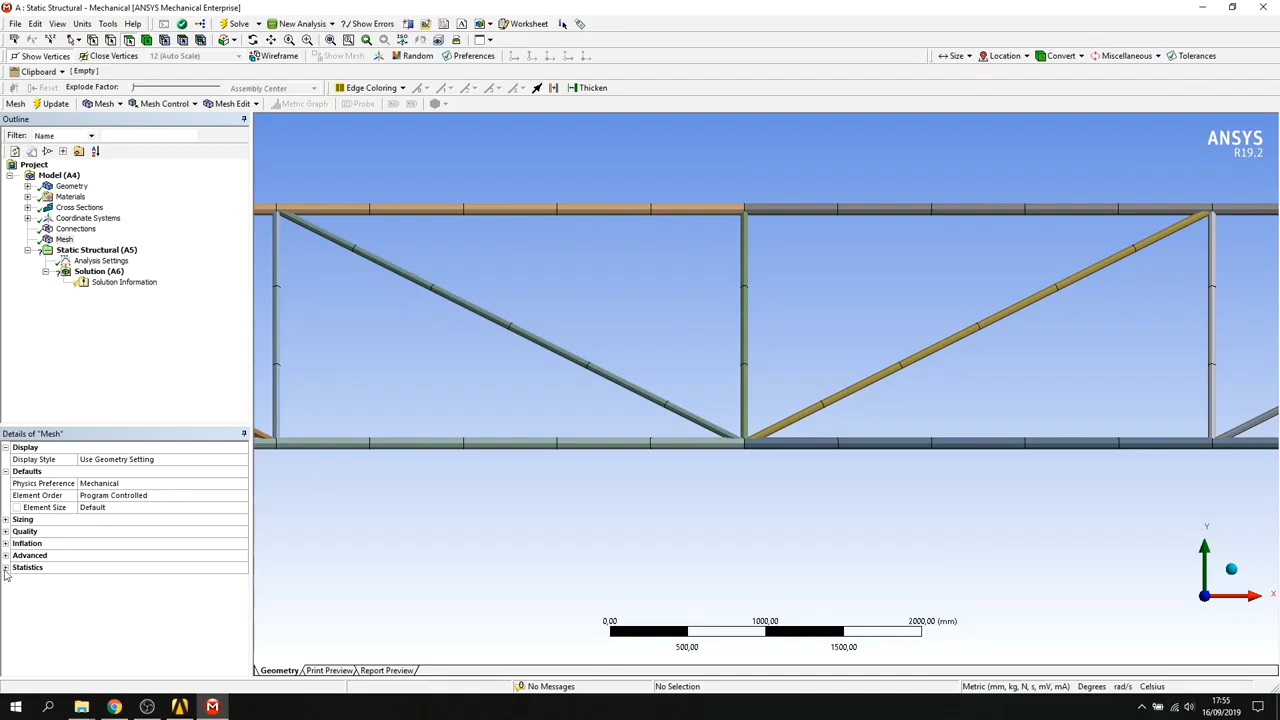 A : Static Structural - Mechanical [ANSYS Mechanical Enterprise]
File Edit View Units Tools Help Solve New Analysis Show Errors Worksheet
Show Vertices Close Vertices 12 (Auto Scale) Wireframe Show Mesh Random Preferences Size Location Convert Miscellaneous Tolerances
Clipboard [ Empty ]
Reset Explode Factor: Assembly Center Edge Coloring Thicken
Mesh Update Mesh Mesh Control Mesh Edit Metric Graph Probe
Outline
Filter: Name
Project
Model (A4)
Geometry
Materials
Cross Sections
Coordinate Systems
Connections
Mesh
Static Structural (A5)
Analysis Settings
Solution (A6)
Solution Information
Details of "Mesh"
Display
Display Style Use Geometry Setting
Defaults
Physics Preference Mechanical
Element Order Program Controlled
Element Size Default
Sizing
Quality
Inflation
Advanced
Statistics
ANSYS
R19.2
Y
X
0,00 1000,00 2000,00 (mm)
500,00 1500,00
Geometry Print Preview Report Preview
No Messages No Selection Metric (mm, kg, N, s, mV, mA) Degrees rad/s Celsius
17:55
16/09/2019